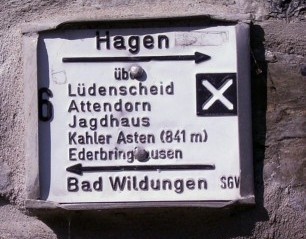 Hagen
über
Lüdenscheid
Attendorn
Jagdhaus
Kahler Asten (841 m)
Ederbringhausen
Bad Wildungen SGV
6
X